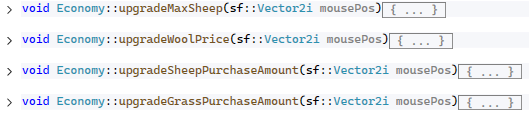 void Economy::upgradeMaxSheep(sf::Vector2i mousePos){ ... }
void Economy::upgradeWoolPrice(sf::Vector2i mousePos){ ... }
void Economy::upgradeSheepPurchaseAmount(sf::Vector2i mousePos){ ... }
void Economy::upgradeGrassPurchaseAmount(sf::Vector2i mousePos){ ... }